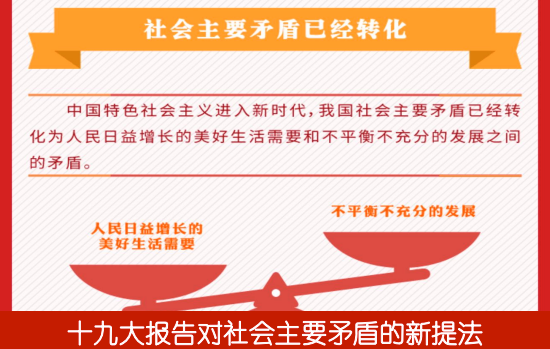 社会主要矛盾已经转化
中国特色社会主义进入新时代，我国社会主要矛盾已经转
化为人民日益增长的美好生活需要和不平衡不充分的发展之间
的矛盾。
不平衡不充分的发展
人民日益增长的
美好生活需要
十九大报告对社会主要矛盾的新提法